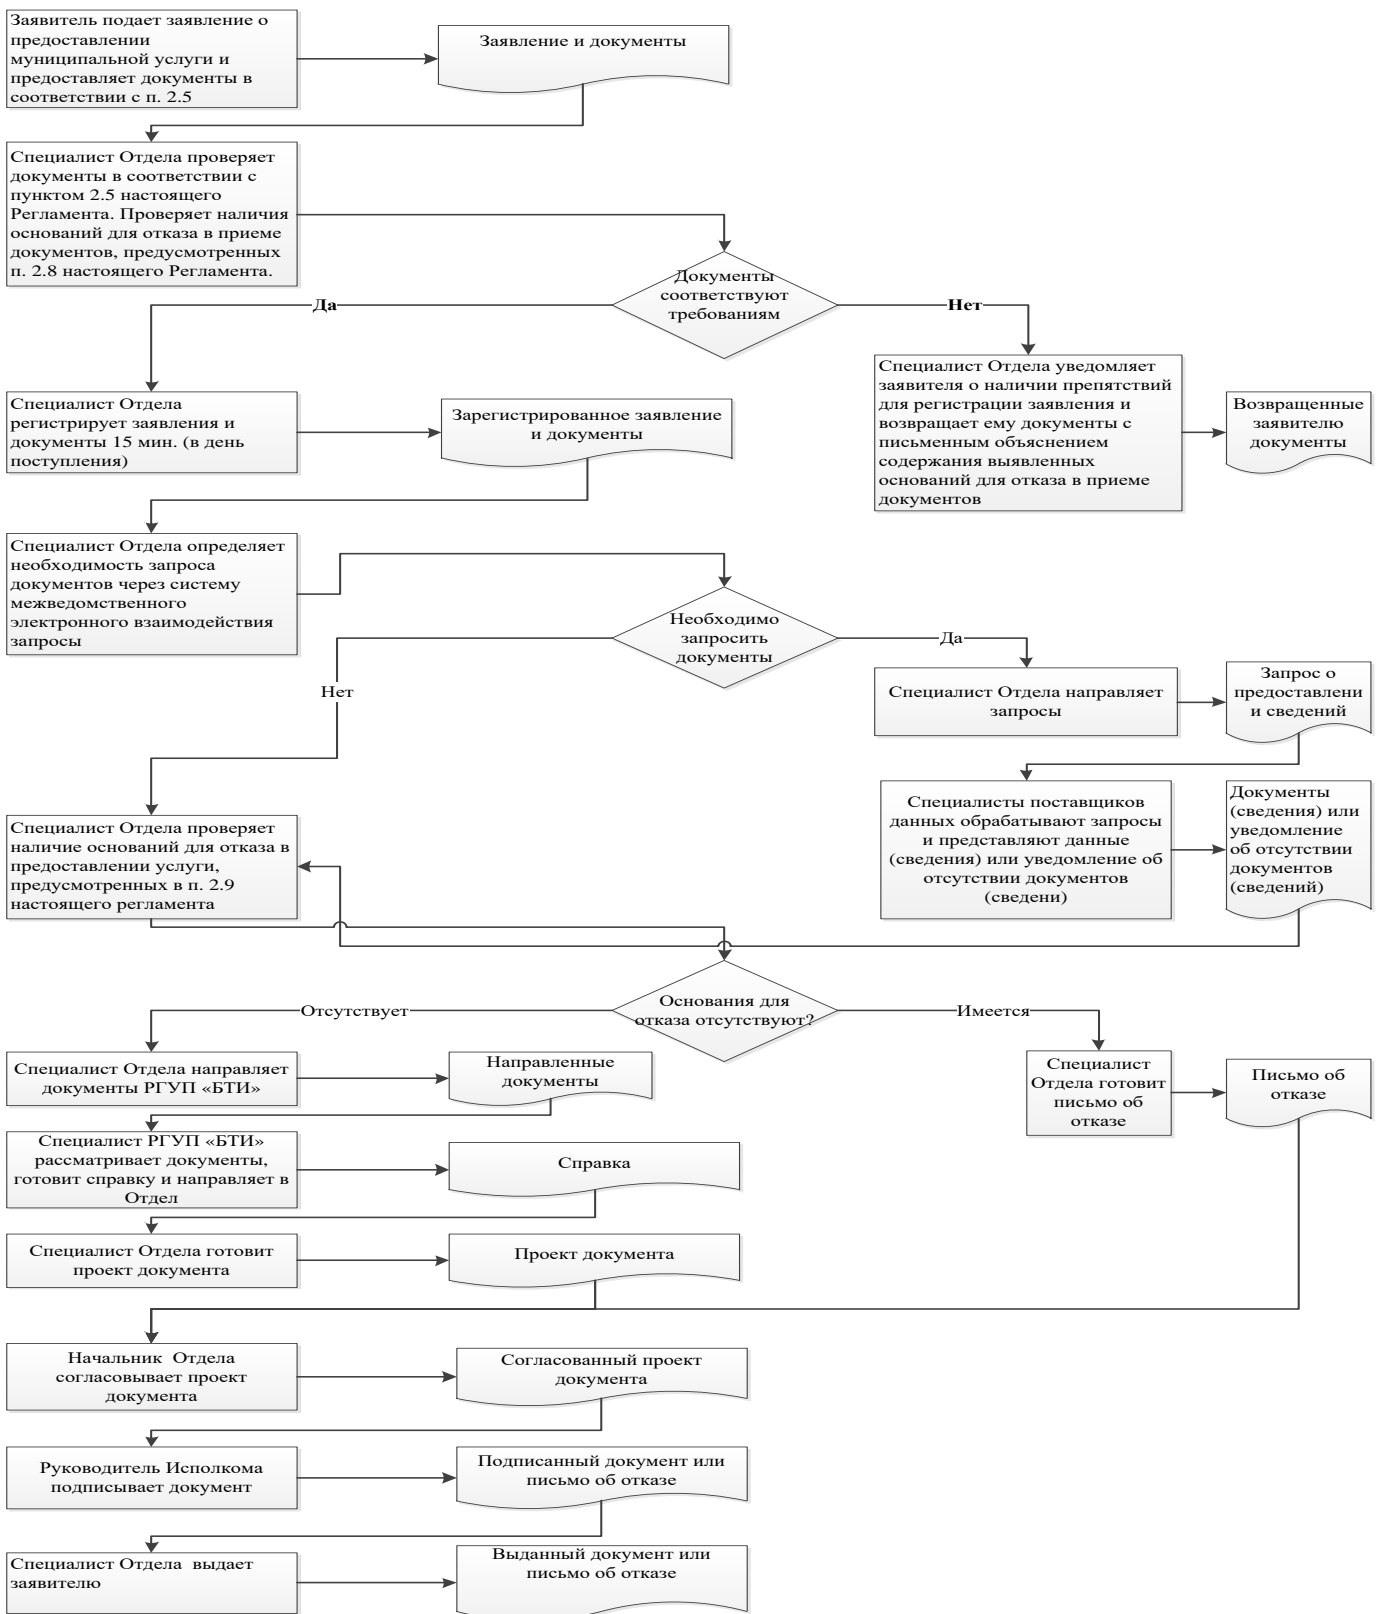 Заявитель подает заявление о
предоставлении
муниципальной услуги и
предоставляет документы в
соответствии с п. 2.5
Заявление и документы
Специалист Отдела проверяет
документы в соответствии с
пунктом 2.5 настоящего
Регламента. Проверяет наличия
оснований для отказа в приеме
документов, предусмотренных
п. 2.8 настоящего Регламента.
Документы
соответствуют
требованиям
Да
Нет
Специалист Отдела
регистрирует заявления и
документы 15 мин. (в день
поступления)
Зарегистрированное заявление
и документы
Специалист Отдела уведомляет
заявителя о наличии препятствий
для регистрации заявления и
возвращает ему документы с
письменным объяснением
содержания выявленных
оснований для отказа в приеме
документов
Возвращенные
заявителю
документы
Специалист Отдела определяет
необходимость запроса
документов через систему
межведомственного
электронного взаимодействия
запросы
Необходимо
запросить
документы
Да
Нет
Специалист Отдела направляет
запросы
Запрос о
предоставлени
и сведений
Специалисты поставщиков
данных обрабатывают запросы
и представляют данные
(сведения) или уведомление об
отсутствии документов
(сведени)
Документы
(сведения) или
уведомление
об отсутствии
документов
(сведений)
Специалист Отдела проверяет
наличие оснований для отказа в
предоставлении услуги,
предусмотренных в п. 2.9
настоящего регламента
Основания для
отказа отсутствуют?
Отсутствует
Имеется
Специалист Отдела направляет
документы РГУП «БТИ»
Направленные
документы
Специалист
Отдела готовит
письмо об
отказе
Письмо об
отказе
Специалист РГУП «БТИ»
рассматривает документы,
готовит справку и направляет в
Отдел
Справка
Специалист Отдела готовит
проект документа
Проект документа
Начальник  Отдела
согласовывает проект
документа
Согласованный проект
документа
Руководитель Исполкома
подписывает документ
Подписанный документ или
письмо об отказе
Специалист Отдела  выдает
заявителю
Выданный документ или
письмо об отказе